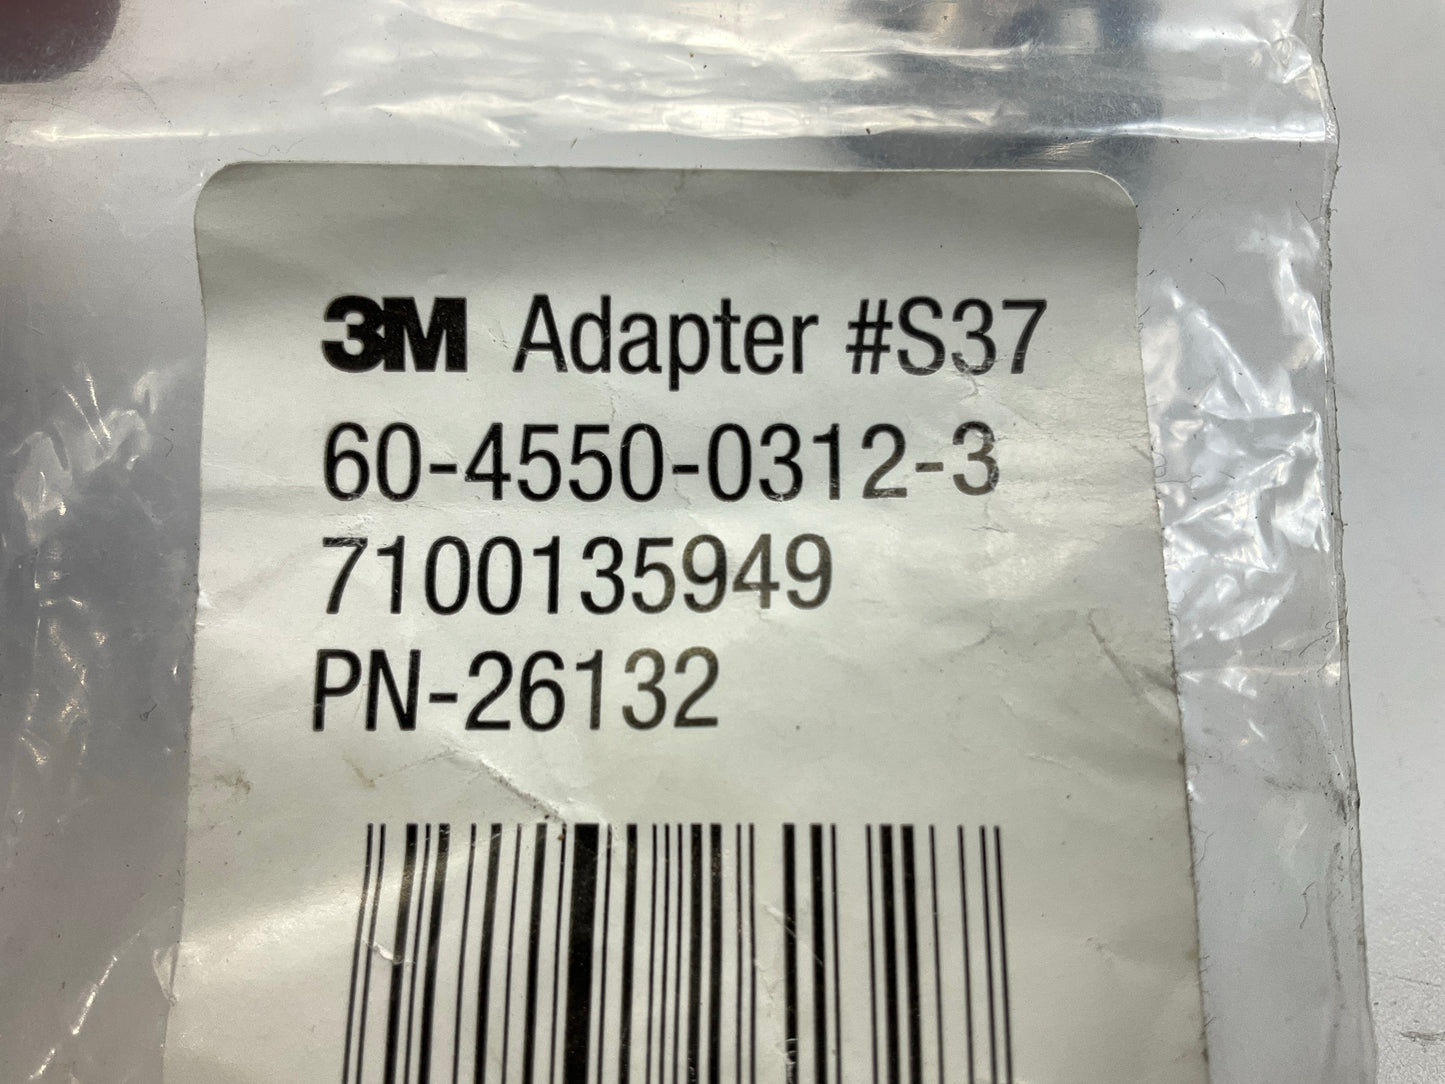 3M Adapter #S37
60-4550-0312-3
7100135949
PN-26132